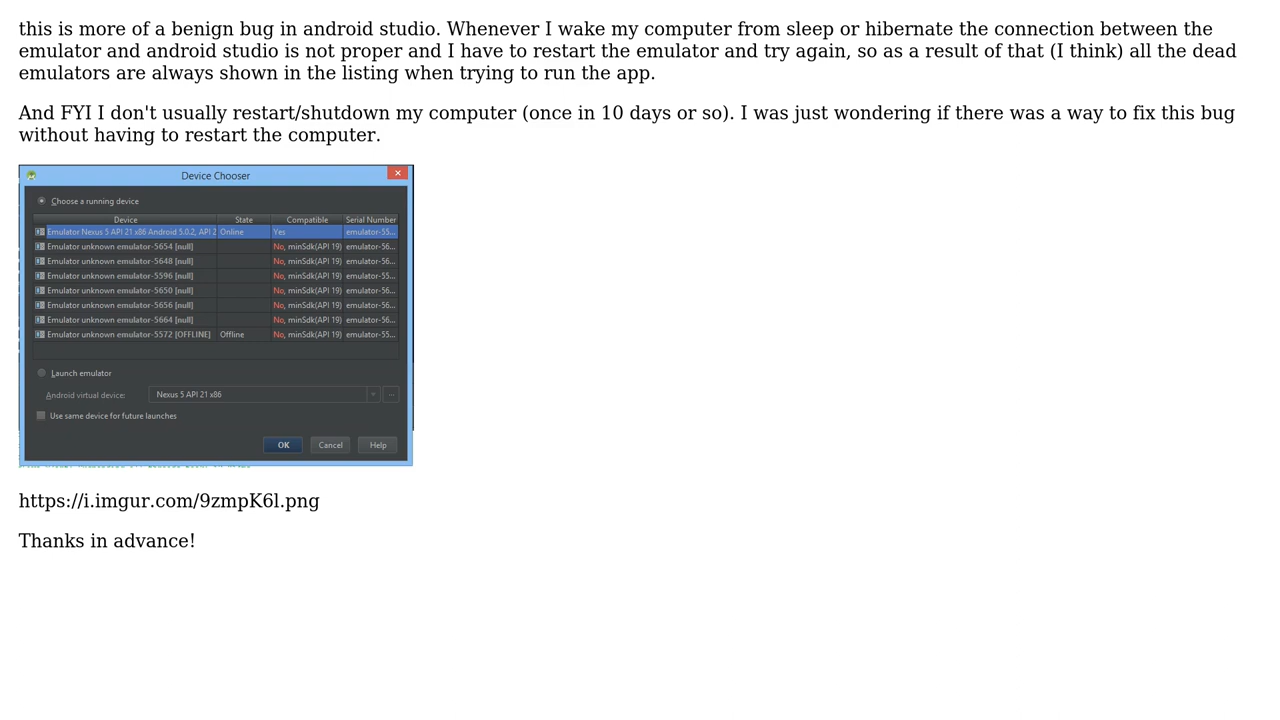 this is more of a benign bug in android studio. Whenever I wake my computer from sleep or hibernate the connection between the
emulator and android studio is not proper and I have to restart the emulator and try again, so as a result of that (I think) all the dead
emulators are always shown in the listing when trying to run the app.
And FYI I don't usually restart/shutdown my computer (once in 10 days or so). I was just wondering if there was a way to fix this bug
without having to restart the computer.
Device Chooser
Choose a running device
Device State Compatible Serial Number
Emulator Nexus 5 API 21 x86 Android 5.0.2, API 2 Online Yes emulator-55...
Emulator unknown emulator-5654 [null] No, minSdk(API 19) emulator-56...
Emulator unknown emulator-5648 [null] No, minSdk(API 19) emulator-56...
Emulator unknown emulator-5596 [null] No, minSdk(API 19) emulator-55...
Emulator unknown emulator-5650 [null] No, minSdk(API 19) emulator-56...
Emulator unknown emulator-5656 [null] No, minSdk(API 19) emulator-56...
Emulator unknown emulator-5664 [null] No, minSdk(API 19) emulator-56...
Emulator unknown emulator-5572 [OFFLINE] Offline No, minSdk(API 19) emulator-55...
Launch emulator
Android virtual device: Nexus 5 API 21 x86 ...
Use same device for future launches
OK Cancel Help
https://i.imgur.com/9zmpK6l.png
Thanks in advance!